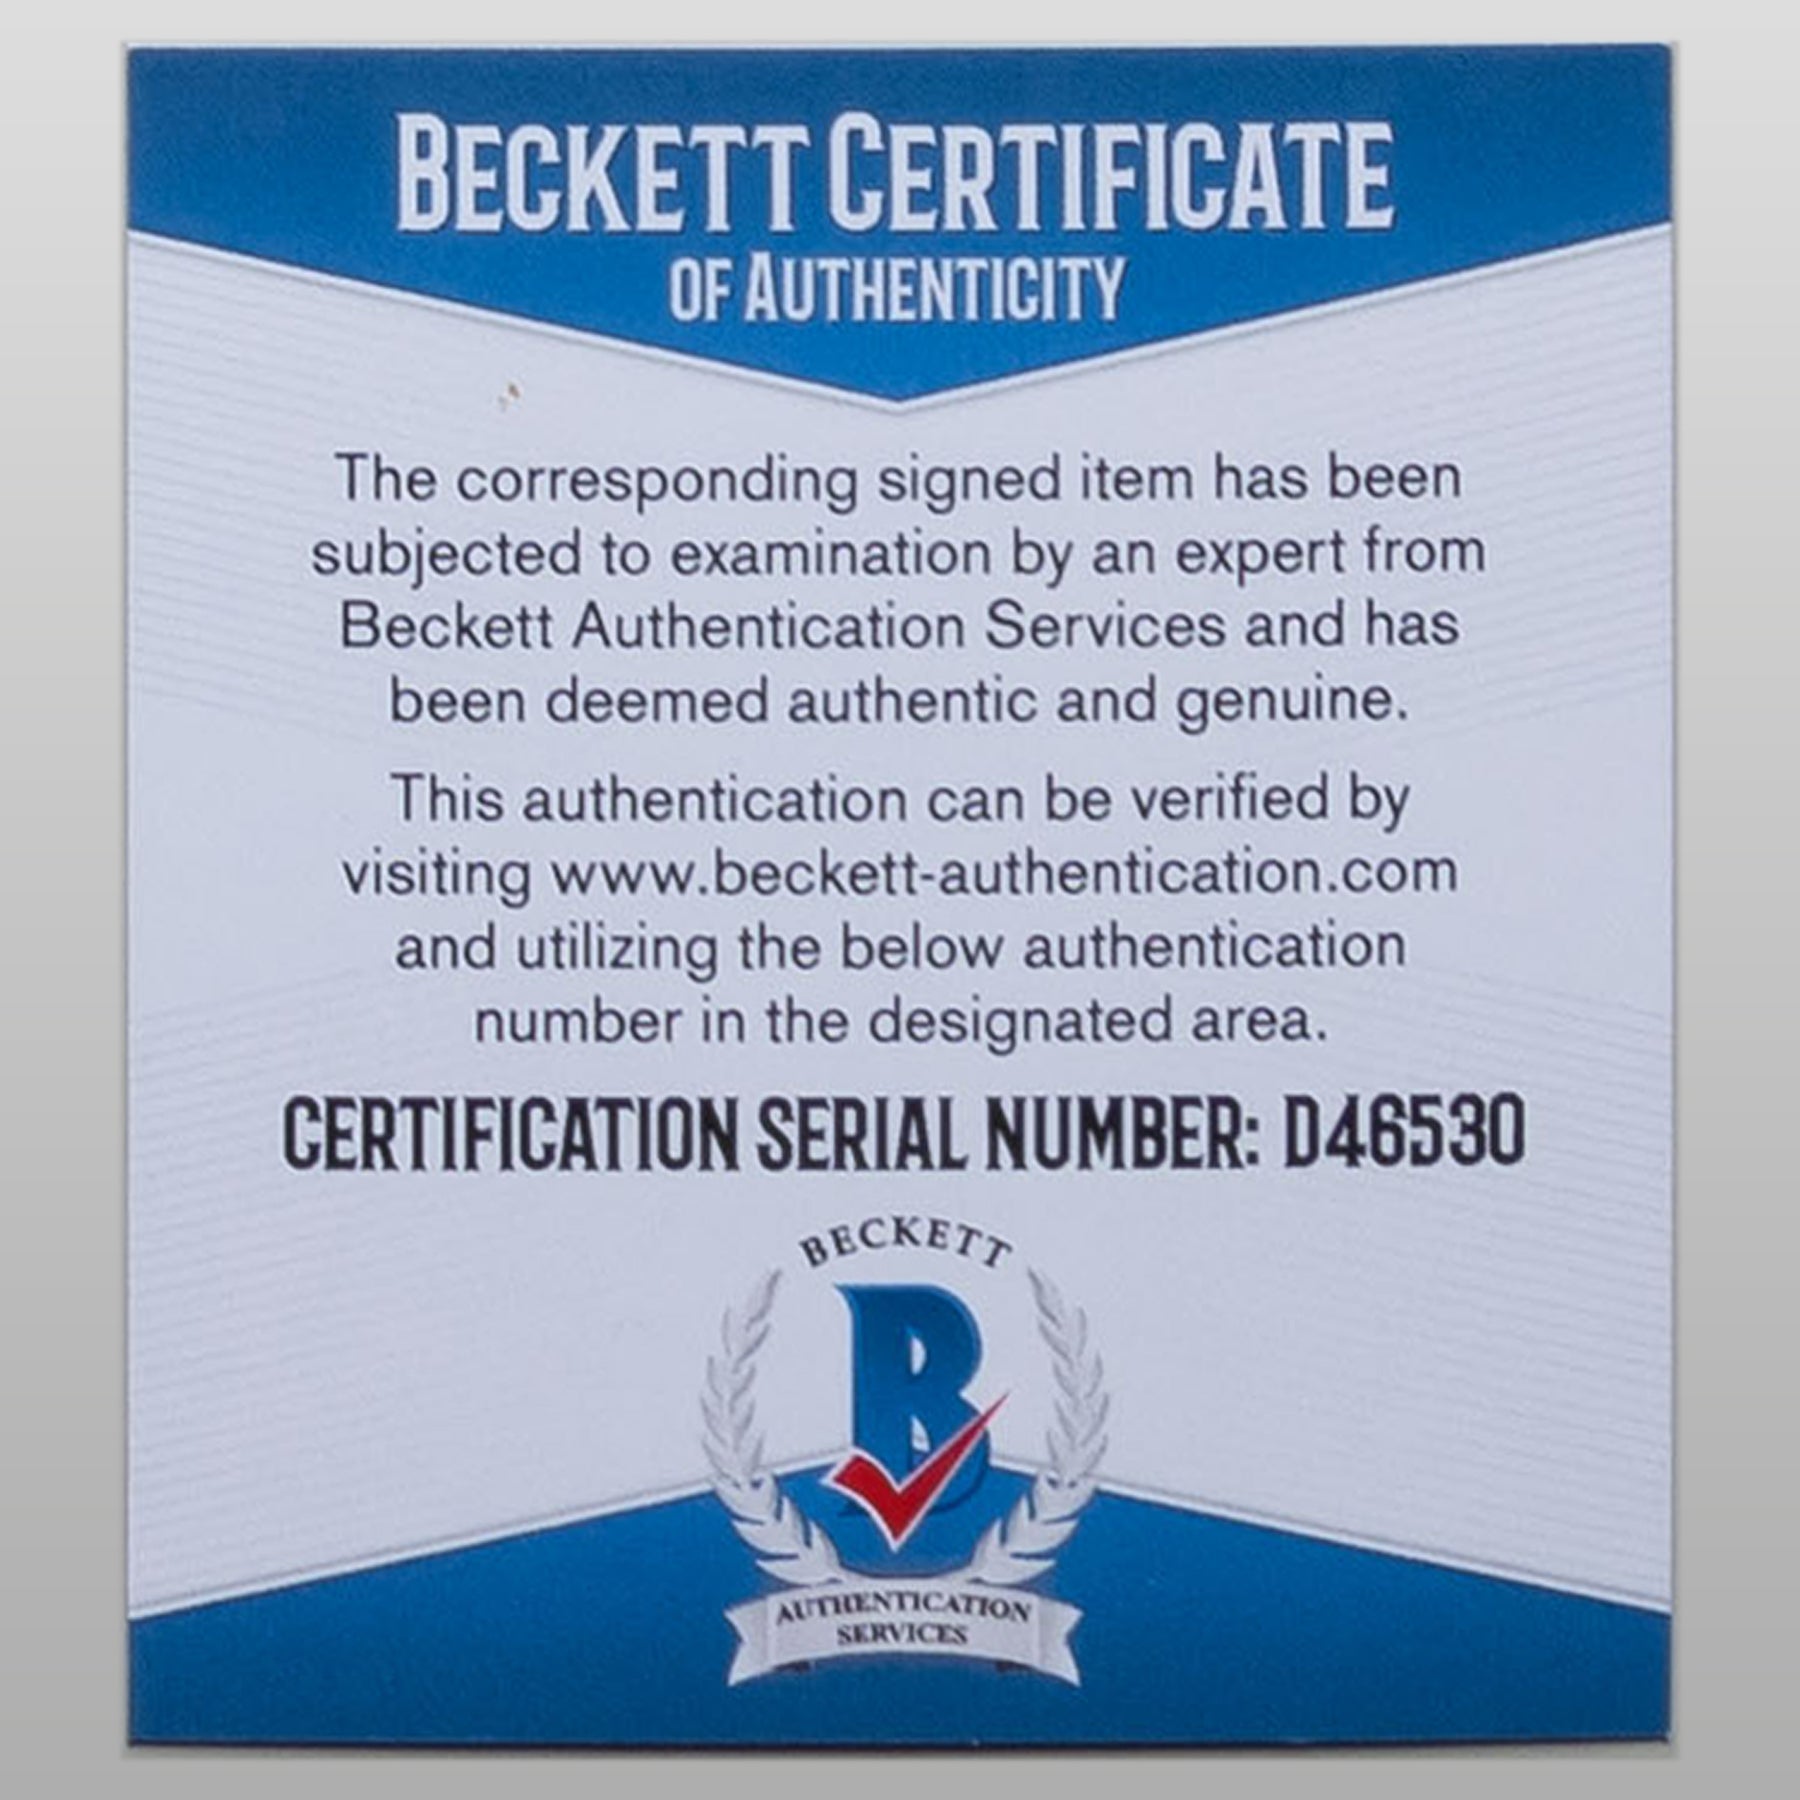 BECKETT CERTIFICATE
OF AUTHENTICITY
The corresponding signed item has been
subjected to examination by an expert from
Beckett Authentication Services and has
been deemed authentic and genuine.
This authentication can be verified by
visiting www.beckett-authentication.com
and utilizing the below authentication
number in the designated area.
CERTIFICATION SERIAL NUMBER: D46530
BECKETT
B
AUTHENTICATION
SERVICES